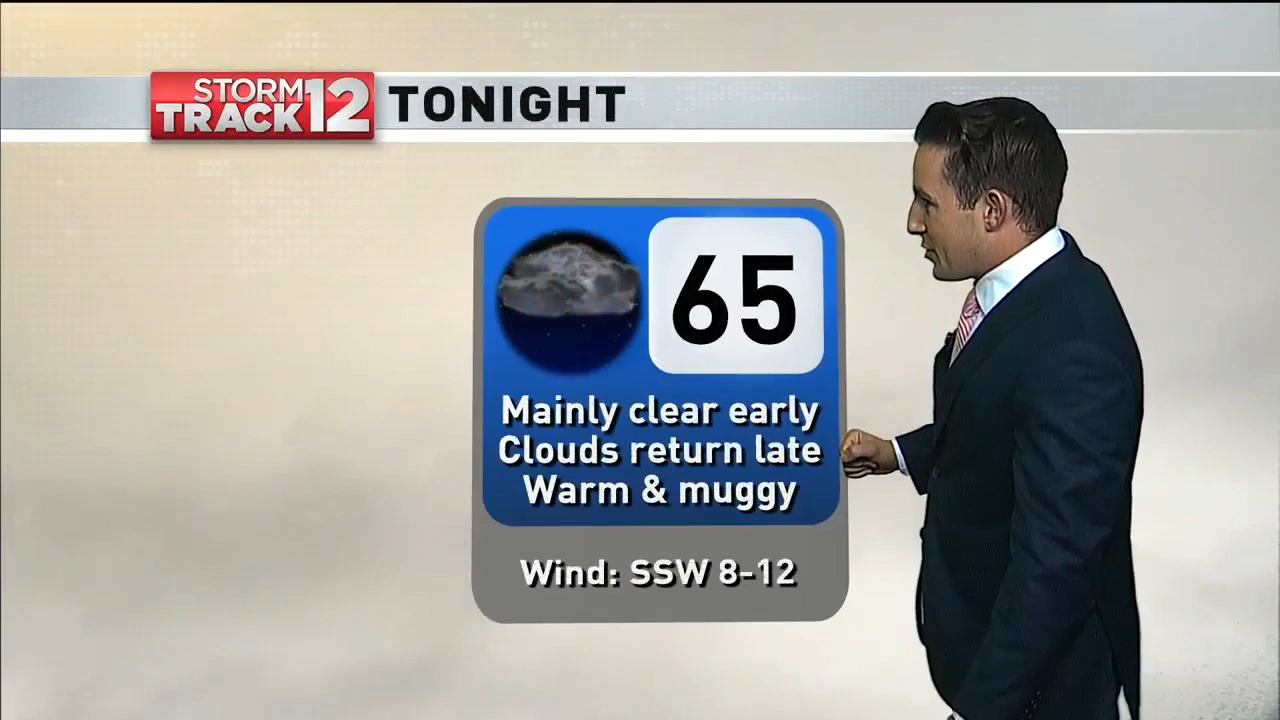 STORM
TRACK 12
TONIGHT
65
Mainly clear early
Clouds return late
Warm & muggy
Wind: SSW 8-12